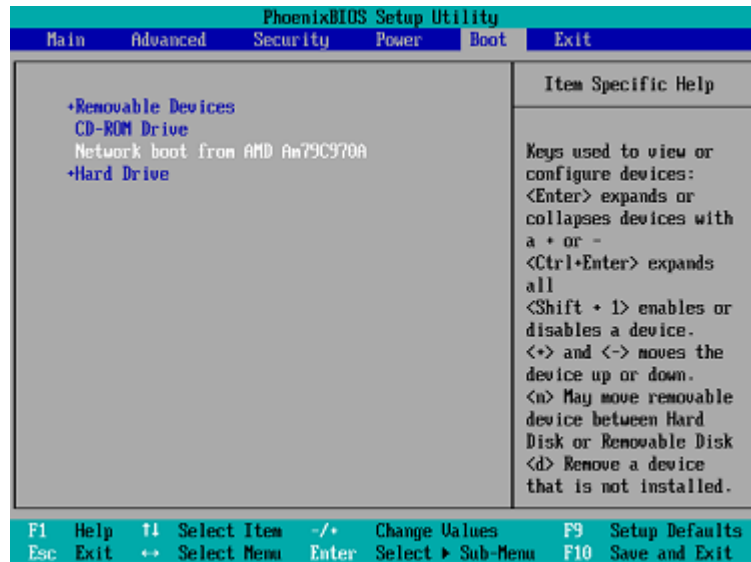 PhoenixBIOS Setup Utility
Main Advanced Security Power Boot Exit
+Removable Devices
CD-ROM Drive
Network boot from AMD Am79C970A
+Hard Drive
Item Specific Help
Keys used to view or
configure devices:
<Enter> expands or
collapses devices with
a + or -
<Ctrl+Enter> expands
all
<Shift + 1> enables or
disables a device.
<+> and <-> moves the
device up or down.
<n> May move removable
device between Hard
Disk or Removable Disk
<d> Remove a device
that is not installed.
F1 Help ↑↓ Select Item -/+ Change Values F9 Setup Defaults
Esc Exit ↔ Select Menu Enter Select ▶ Sub-Menu F10 Save and Exit